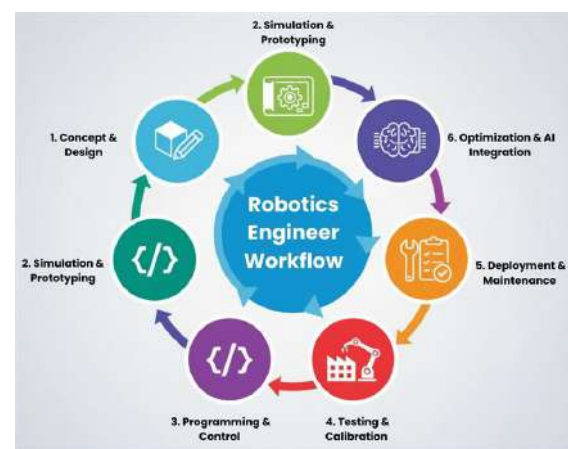 2. Simulation &
Prototyping
1. Concept &
Design
6. Optimization & AI
Integration
Robotics
Engineer
Workflow
2. Simulation &
Prototyping
5. Deployment &
Maintenance
3. Programming &
Control
4. Testing &
Calibration